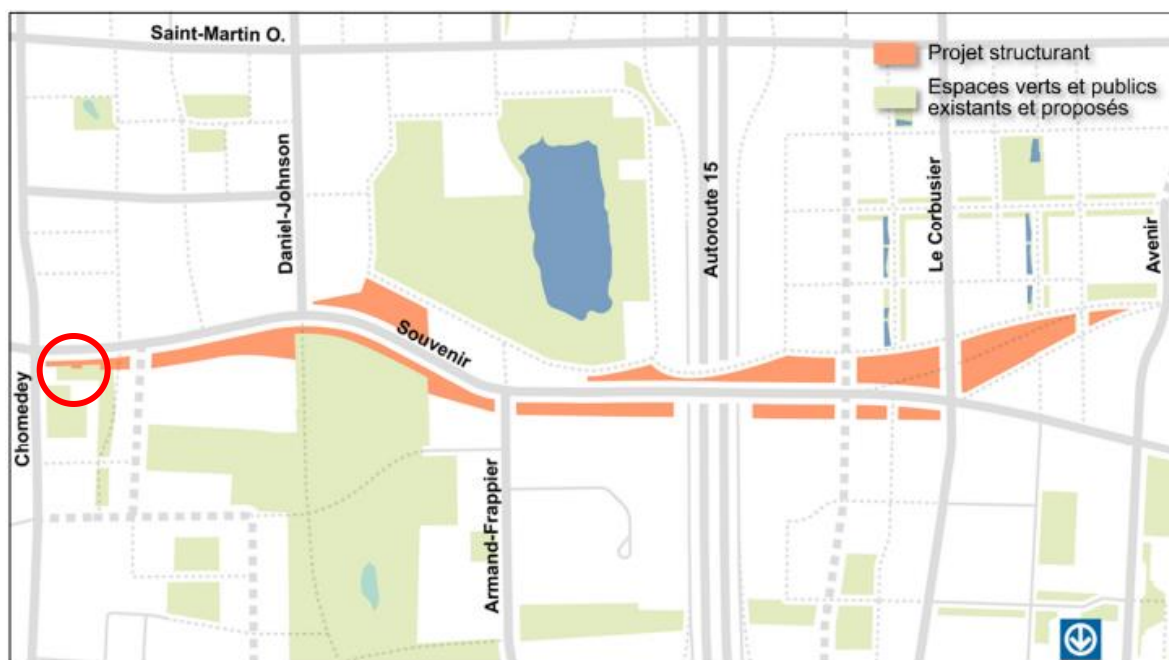 Saint-Martin O.
Projet structurant
Espaces verts et publics
existants et proposés
Daniel-Johnson
Autoroute 15
Le Corbusier
Avenir
Souvenir
Chomedey
Armand-Frappier